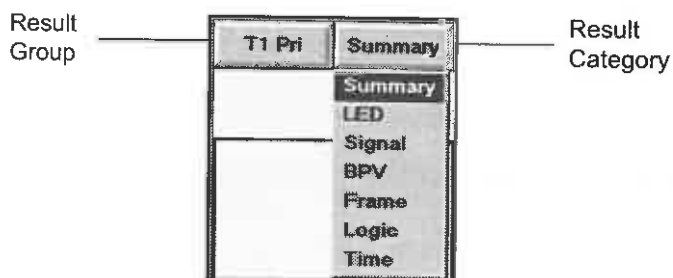 Result
Group
T1 Pri
Summary
Result
Category
Summary
LED
Signal
BPV
Frame
Logic
Time